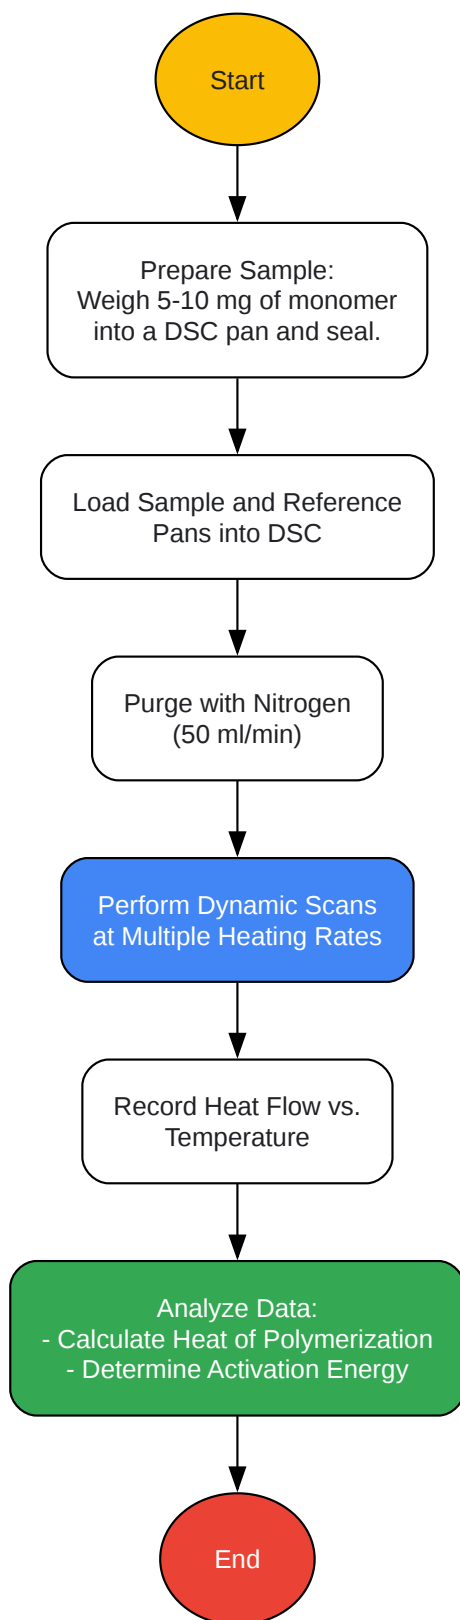 Start
Prepare Sample:
Weigh 5-10 mg of monomer
into a DSC pan and seal.
Load Sample and Reference
Pans into DSC
Purge with Nitrogen
(50 ml/min)
Perform Dynamic Scans
at Multiple Heating Rates
Record Heat Flow vs.
Temperature
Analyze Data:
- Calculate Heat of Polymerization
- Determine Activation Energy
End